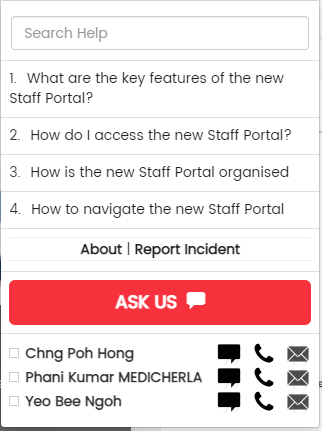 Search Help
1. What are the key features of the new
Staff Portal?
2. How do I access the new Staff Portal?
3. How is the new Staff Portal organised
4. How to navigate the new Staff Portal
About | Report Incident
ASK US
Chng Poh Hong
Phani Kumar MEDICHERLA
Yeo Bee Ngoh